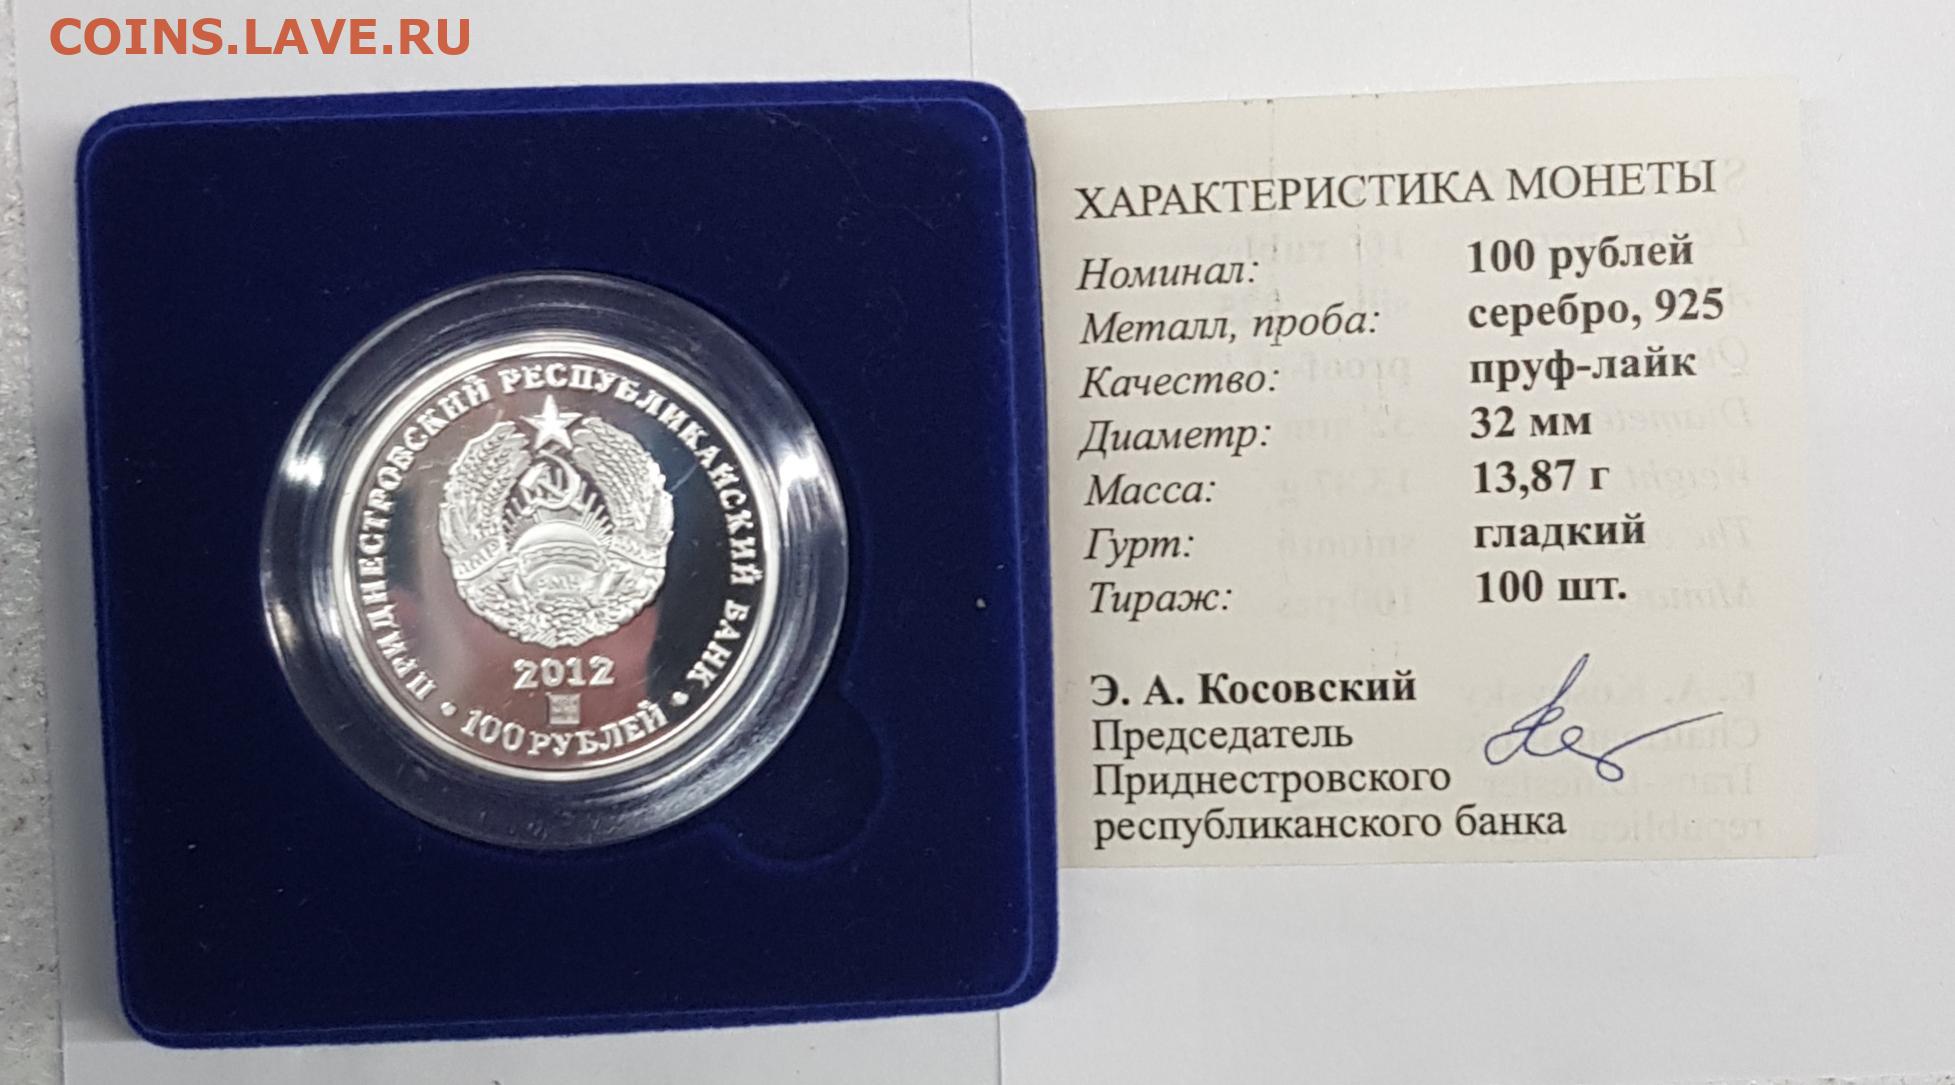 COINS.LAVE.RU
ПРИДНЕСТРОВСКИЙ РЕСПУБЛИКАНСКИЙ БАНК
2012
• 100 РУБЛЕЙ •
ХАРАКТЕРИСТИКА МОНЕТЫ
Номинал: 100 рублей
Металл, проба: серебро, 925
Качество: пруф-лайк
Диаметр: 32 мм
Масса: 13,87 г
Гурт: гладкий
Тираж: 100 шт.
Э. А. Косовский
Председатель
Приднестровского
республиканского банка